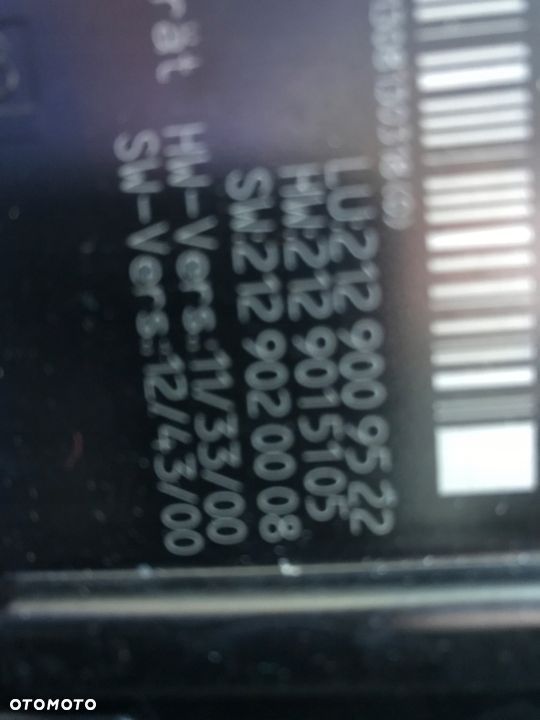 LU 212 900 95 22
HW 212 901 51 05
SW 212 902 00 08
HW-Vers.:11/33/00
SW-Vers.:12/43/00
OTOMOTO